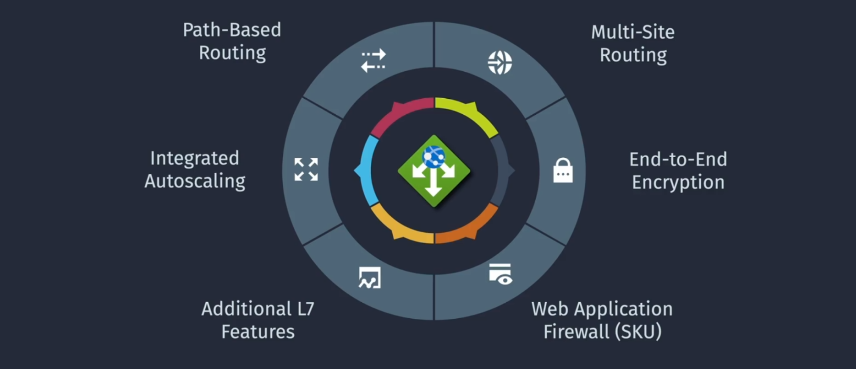 Path-Based
Routing
Multi-Site
Routing
Integrated
Autoscaling
End-to-End
Encryption
Additional L7
Features
Web Application
Firewall (SKU)